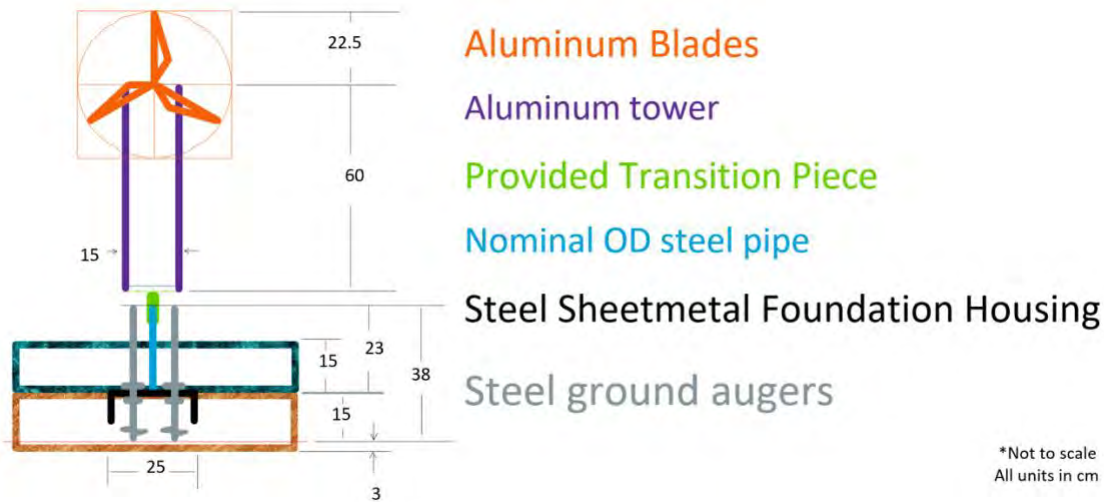 22.5
60
15
23
15
38
15
25
3
Aluminum Blades
Aluminum tower
Provided Transition Piece
Nominal OD steel pipe
Steel Sheetmetal Foundation Housing
Steel ground augers
*Not to scale
All units in cm